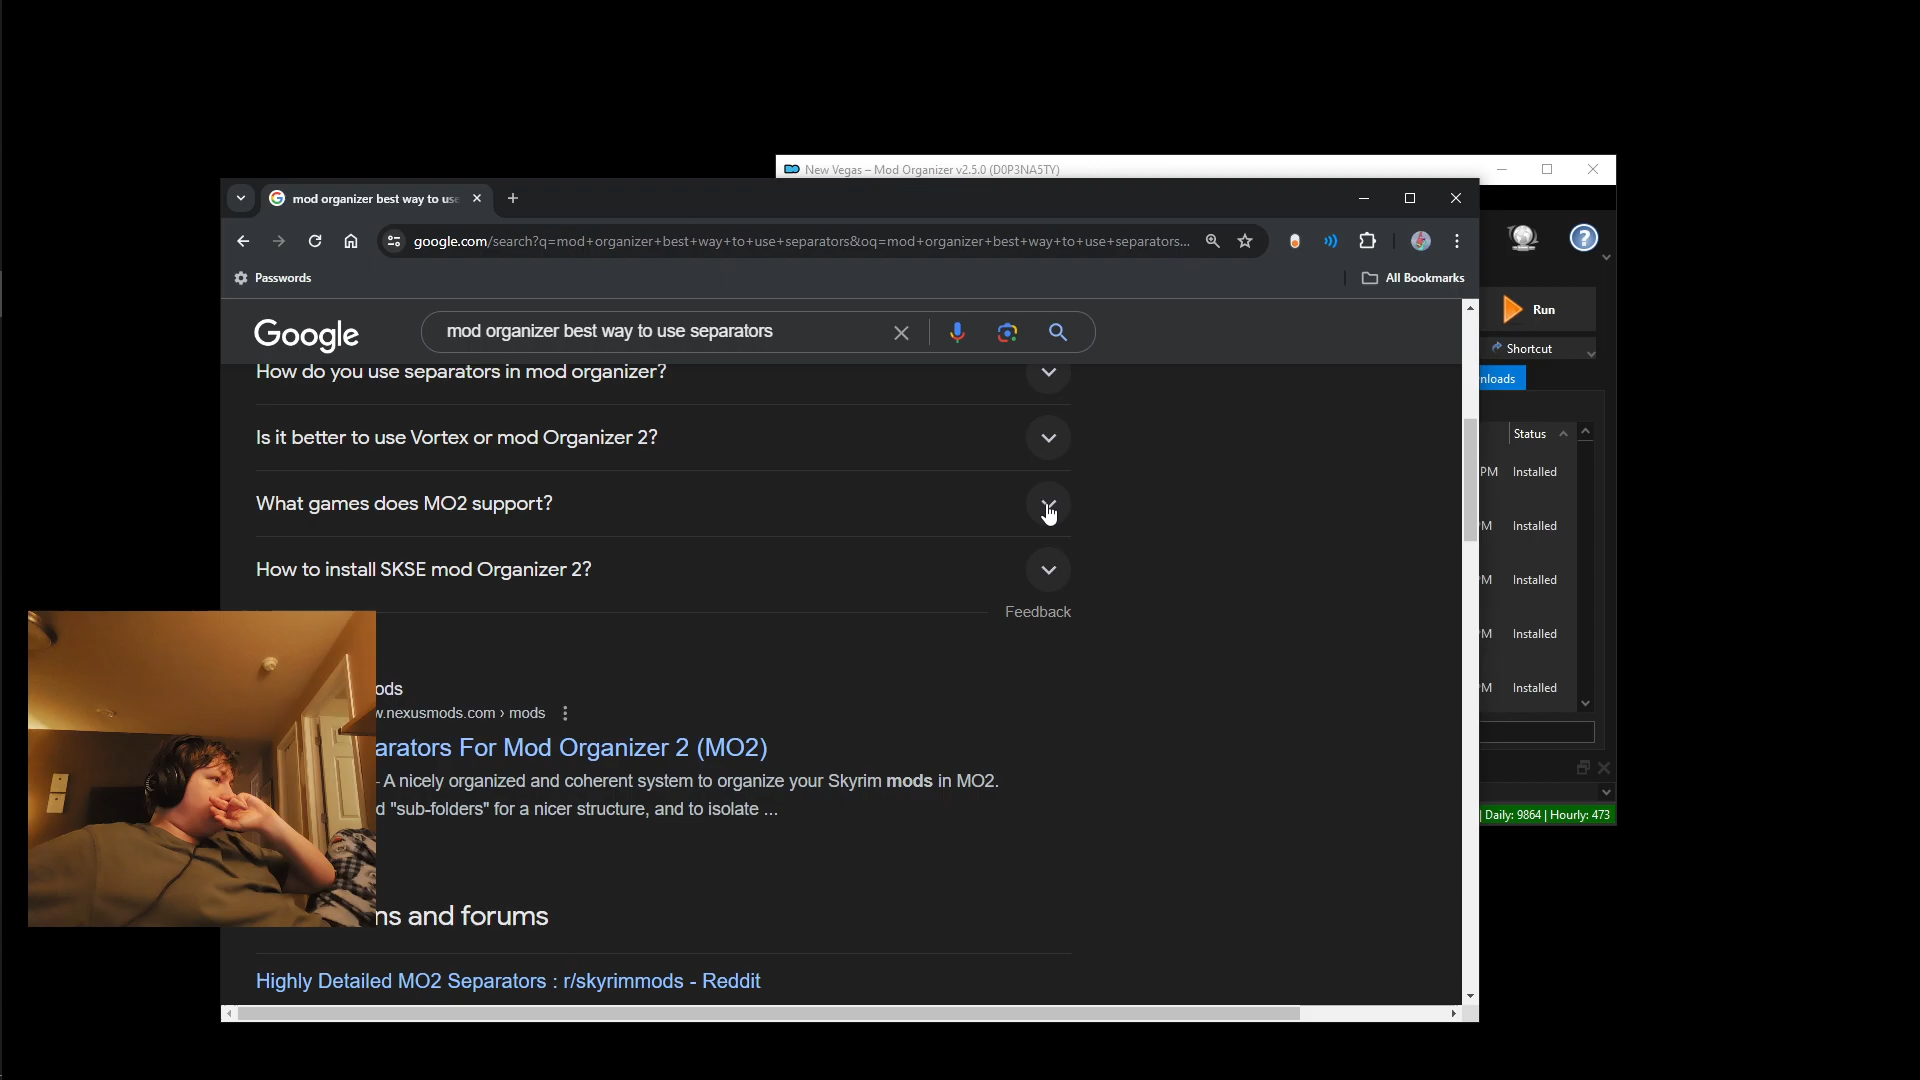 New Vegas – Mod Organizer v2.5.0 (D0P3NA5TY)
mod organizer best way to use
google.com/search?q=mod+organizer+best+way+to+use+separators&oq=mod+organizer+best+way+to+use+separators...
Passwords
All Bookmarks
Google
mod organizer best way to use separators
How do you use separators in mod organizer?
Is it better to use Vortex or mod Organizer 2?
What games does MO2 support?
How to install SKSE mod Organizer 2?
Feedback
ods
w.nexusmods.com › mods
arators For Mod Organizer 2 (MO2)
- A nicely organized and coherent system to organize your Skyrim mods in MO2.
d "sub-folders" for a nicer structure, and to isolate ...
ns and forums
Highly Detailed MO2 Separators : r/skyrimmods - Reddit
Run
Shortcut
nloads
Status
PM Installed
M Installed
M Installed
M Installed
M Installed
| Daily: 9864 | Hourly: 473